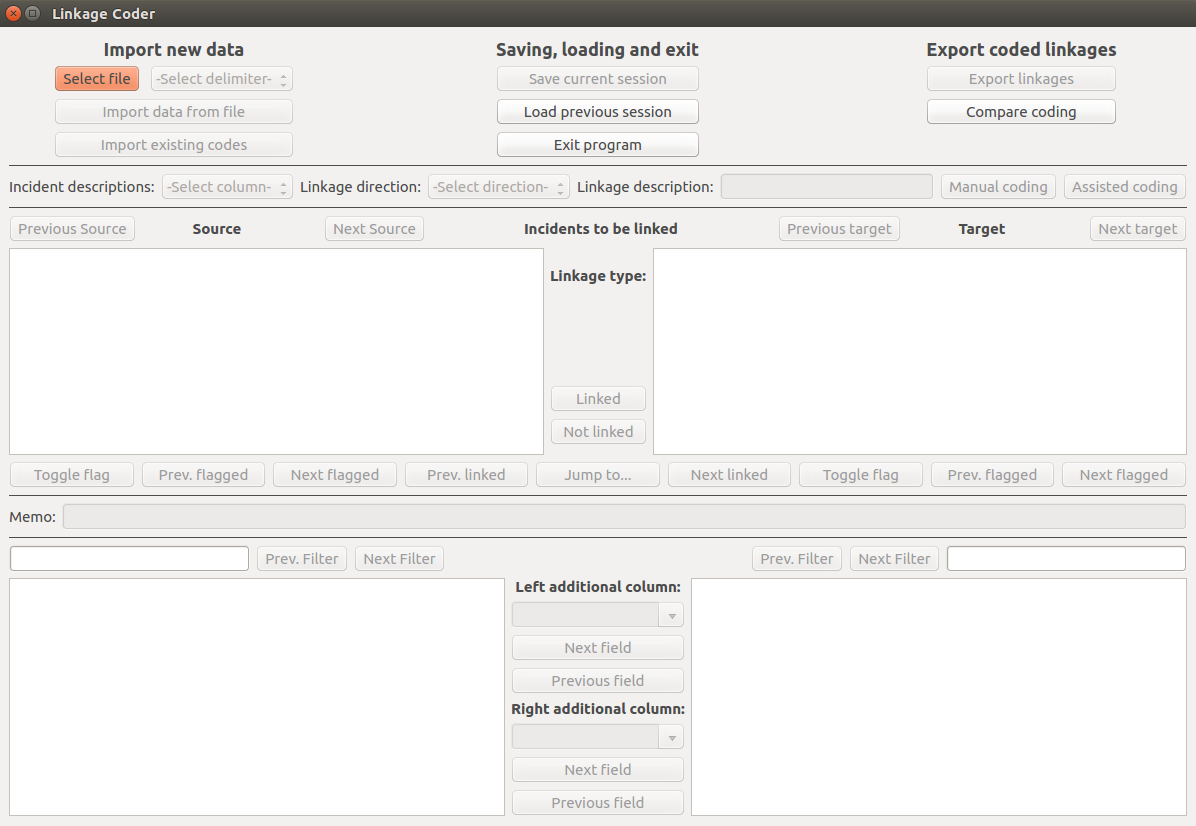 Linkage Coder
Import new data Saving, loading and exit Export coded linkages
Select file -Select delimiter- Save current session Export linkages
Import data from file Load previous session Compare coding
Import existing codes Exit program
Incident descriptions: -Select column- Linkage direction: -Select direction- Linkage description: Manual coding Assisted coding
Previous Source Source Next Source Incidents to be linked Previous target Target Next target
Linkage type:
Linked
Not linked
Toggle flag Prev. flagged Next flagged Prev. linked Jump to... Next linked Toggle flag Prev. flagged Next flagged
Memo:
Prev. Filter Next Filter Prev. Filter Next Filter
Left additional column:
Next field
Previous field
Right additional column:
Next field
Previous field